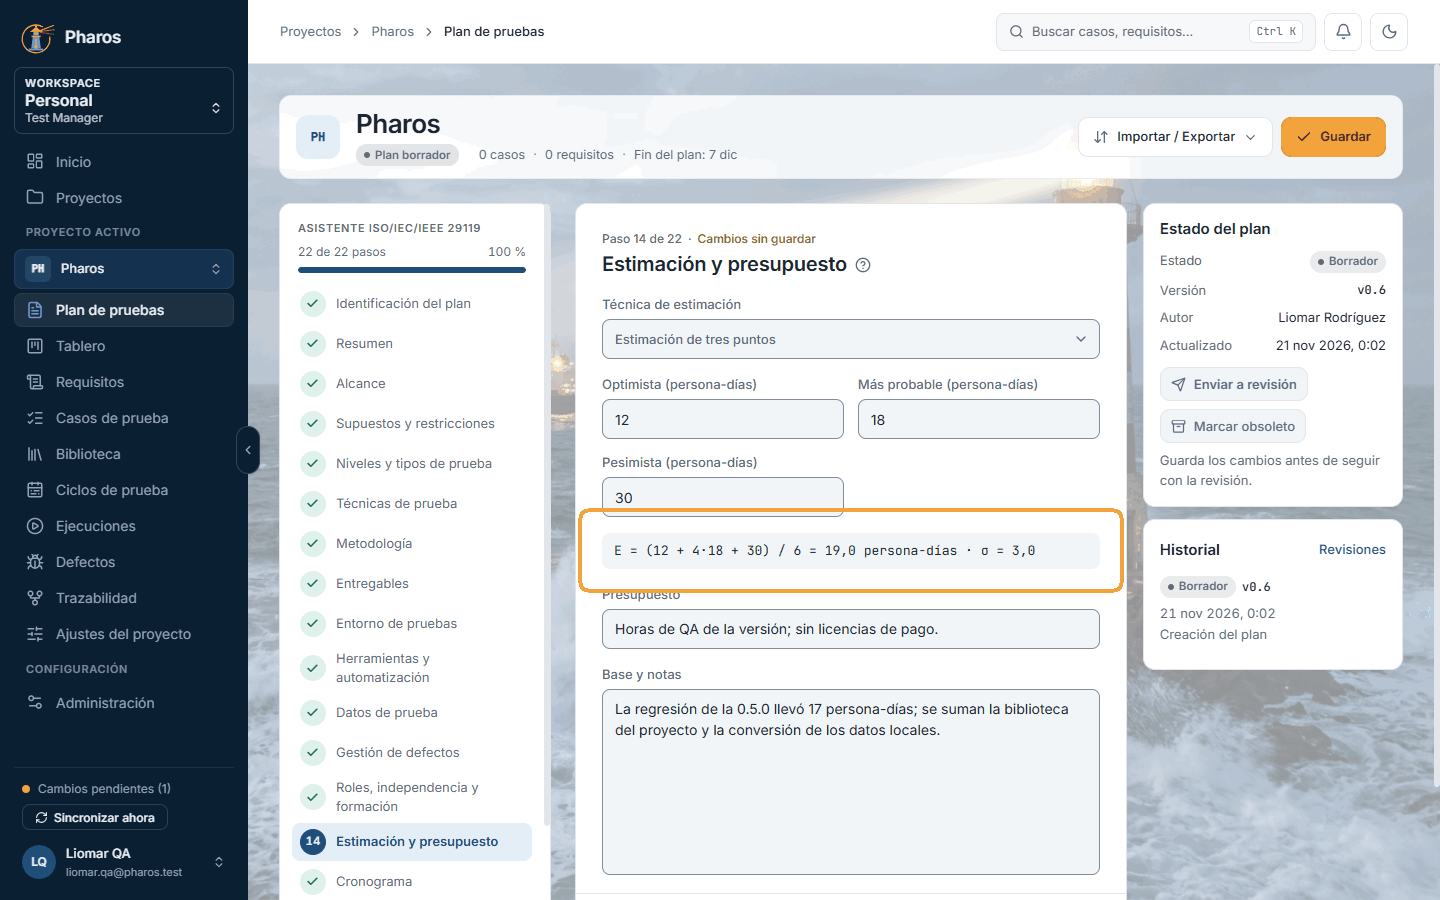 Pharos
WORKSPACE
Personal
Test Manager
Inicio
Proyectos
PROYECTO ACTIVO
PH Pharos
Plan de pruebas
Tablero
Requisitos
Casos de prueba
Biblioteca
Ciclos de prueba
Ejecuciones
Defectos
Trazabilidad
Ajustes del proyecto
CONFIGURACIÓN
Administración
Cambios pendientes (1)
Sincronizar ahora
LQ
Liomar QA
liomar.qa@pharos.test
Proyectos > Pharos > Plan de pruebas
Buscar casos, requisitos... Ctrl K
PH
Pharos
Plan borrador 0 casos · 0 requisitos · Fin del plan: 7 dic
Importar / Exportar
Guardar
ASISTENTE ISO/IEC/IEEE 29119
22 de 22 pasos 100 %
Identificación del plan
Resumen
Alcance
Supuestos y restricciones
Niveles y tipos de prueba
Técnicas de prueba
Metodología
Entregables
Entorno de pruebas
Herramientas y
automatización
Datos de prueba
Gestión de defectos
Roles, independencia y
formación
14 Estimación y presupuesto
Cronograma
Paso 14 de 22 · Cambios sin guardar
Estimación y presupuesto
Técnica de estimación
Estimación de tres puntos
Optimista (persona-días) Más probable (persona-días)
12 18
Pesimista (persona-días)
30
E = (12 + 4·18 + 30) / 6 = 19,0 persona-días · σ = 3,0
Presupuesto
Horas de QA de la versión; sin licencias de pago.
Base y notas
La regresión de la 0.5.0 llevó 17 persona-días; se suman la biblioteca
del proyecto y la conversión de los datos locales.
Estado del plan
Estado Borrador
Versión v0.6
Autor Liomar Rodríguez
Actualizado 21 nov 2026, 0:02
Enviar a revisión
Marcar obsoleto
Guarda los cambios antes de seguir
con la revisión.
Historial Revisiones
Borrador v0.6
21 nov 2026, 0:02
Creación del plan